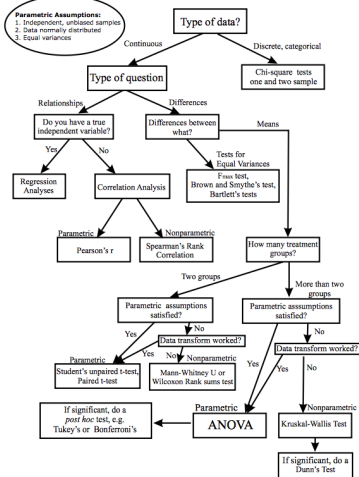 Parametric Assumptions:
1. Independent, unbiased samples
2. Data normally distributed
3. Equal variances
Type of data?
Continuous
Discrete, categorical
Type of question
Chi-square tests
one and two sample
Relationships
Differences
Do you have a true
independent variable?
Differences between
what?
Means
Yes
No
Tests for
Equal Variances
Regression
Analyses
Correlation Analysis
Fmax test,
Brown and Smythe's test,
Bartlett's tests
Parametric
Nonparametric
Pearson's r
Spearman's Rank
Correlation
How many treatment
groups?
Two groups
More than two
groups
Parametric assumptions
satisfied?
Parametric asssumptions
satisfied?
Yes
No
No
Data transform worked?
Data transform worked?
Parametric
Yes
No
Nonparametric
Yes
Yes
No
Student's unpaired t-test,
Paired t-test
Mann-Whitney U or
Wilcoxon Rank sums test
If significant, do a
post hoc test, e.g.
Tukey's or Bonferroni's
Parametric
ANOVA
Nonparametric
Kruskal-Wallis Test
If significant, do a
Dunn's Test